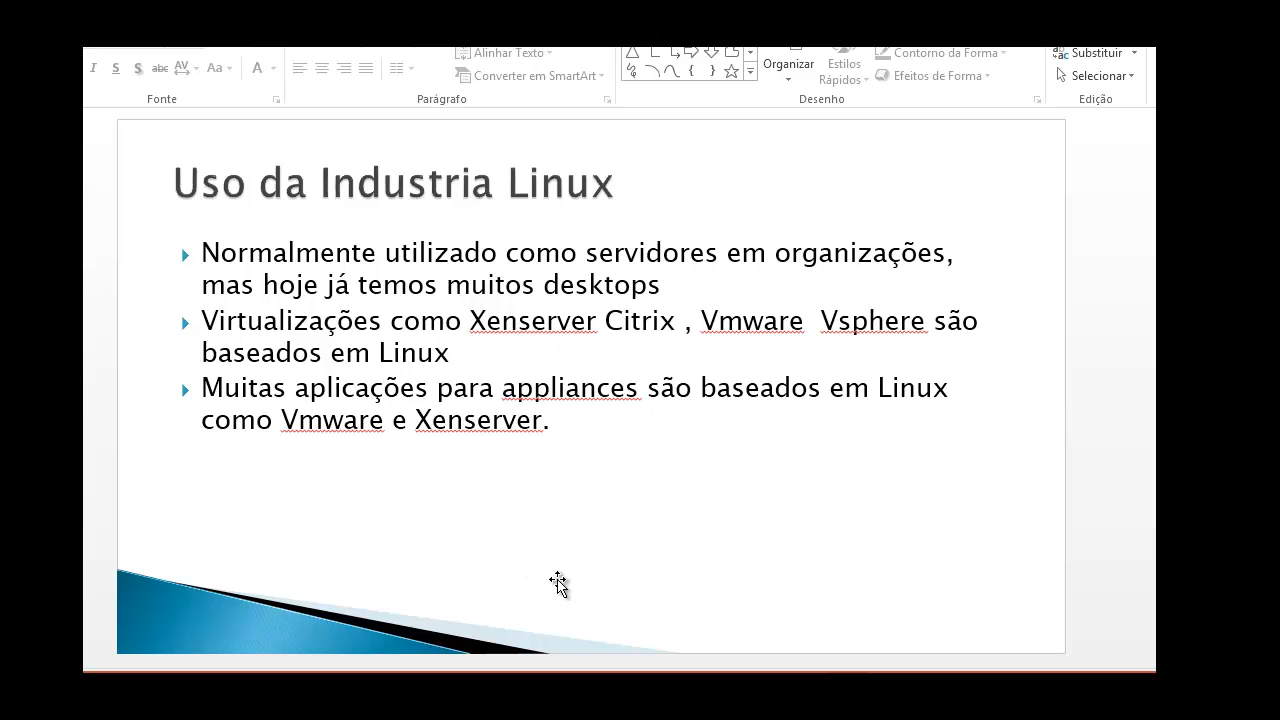 Alinhar Texto
Substituir
Contorno da Forma
I S S abc AV Aa A
Organizar
Estilos
Rápidos
Converter em SmartArt
Efeitos de Forma
Selecionar
Fonte
Parágrafo
Desenho
Edição
Uso da Industria Linux
Normalmente utilizado como servidores em organizações,
mas hoje já temos muitos desktops
Virtualizações como Xenserver Citrix , Vmware  Vsphere são
baseados em Linux
Muitas aplicações para appliances são baseados em Linux
como Vmware e Xenserver.